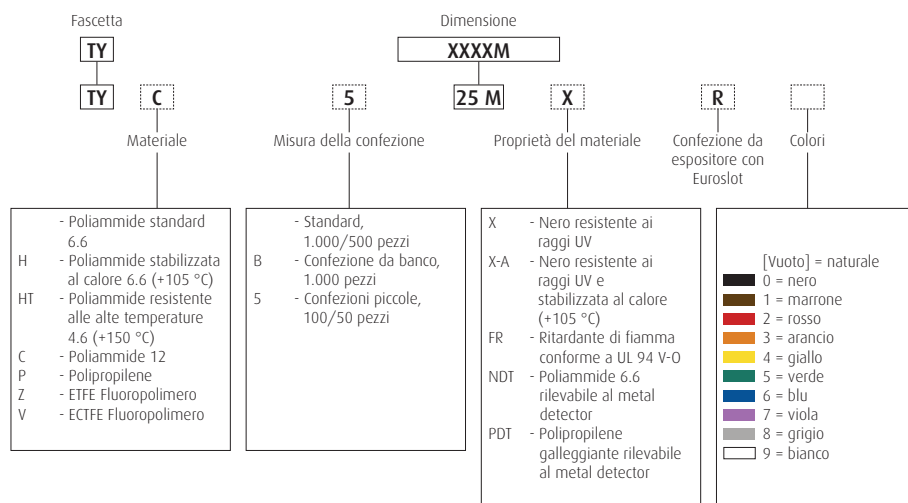 Fascetta
Dimensione
TY
XXXXM
TY
C
5
25 M
X
R
Materiale
Misura della confezione
Proprietà del materiale
Confezione da
espositore con
Euroslot
Colori
- Poliammide standard
6.6
H - Poliammide stabilizzata
al calore 6.6 (+105 °C)
HT - Poliammide resistente
alle alte temperature
4.6 (+150 °C)
C - Poliammide 12
P - Polipropilene
Z - ETFE Fluoropolimero
V - ECTFE Fluoropolimero
- Standard,
1.000/500 pezzi
B - Confezione da banco,
1.000 pezzi
5 - Confezioni piccole,
100/50 pezzi
X - Nero resistente ai
raggi UV
X-A - Nero resistente ai
raggi UV e
stabilizzata al calore
(+105 °C)
FR - Ritardante di fiamma
conforme a UL 94 V-O
NDT - Poliammide 6.6
rilevabile al metal
detector
PDT - Polipropilene
galleggiante rilevabile
al metal detector
[Vuoto] = naturale
0 = nero
1 = marrone
2 = rosso
3 = arancio
4 = giallo
5 = verde
6 = blu
7 = viola
8 = grigio
9 = bianco